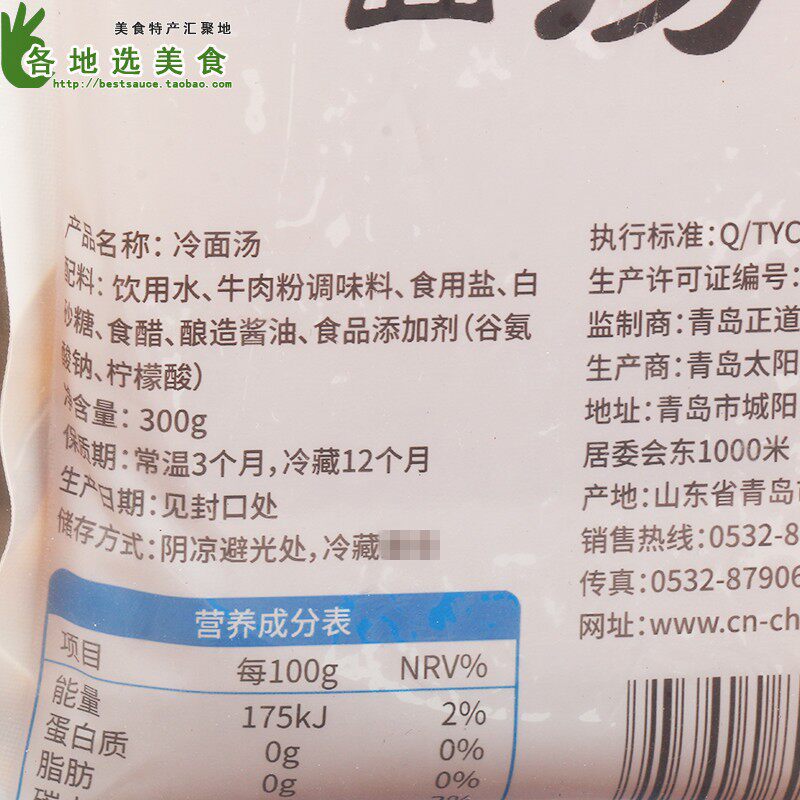 美食特产汇聚地
各地选美食
http://bestsauce.taobao.com
产品名称：冷面汤
配料：饮用水、牛肉粉调味料、食用盐、白
砂糖、食醋、酿造酱油、食品添加剂（谷氨
酸钠、柠檬酸）
净含量：300g
保质期：常温3个月，冷藏12个月
生产日期：见封口处
储存方式：阴凉避光处，冷藏
营养成分表
项目 每100g NRV%
能量 175kJ 2%
蛋白质 0g 0%
脂肪 0g 0%
执行标准：Q/TYC
生产许可证编号：
监制商：青岛正道
生产商：青岛太阳
地址：青岛市城阳
居委会东1000米
产地：山东省青岛
销售热线：0532-8
传真：0532-87906
网址：www.cn-ch